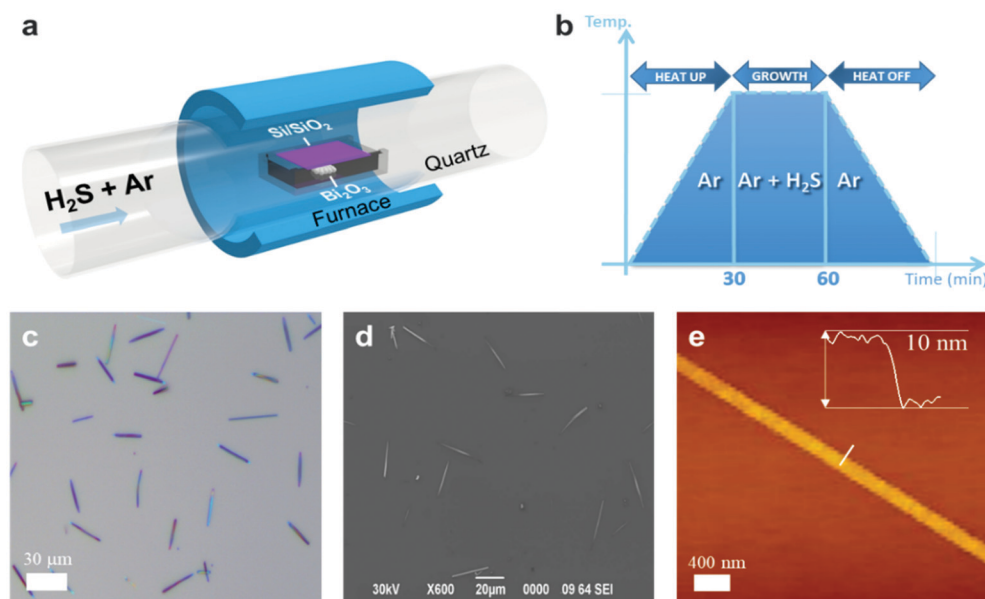 a
Si/SiO2
H2S + Ar
Quartz
Bi2O3
Furnace
b
Temp.
HEAT UP
GROWTH
HEAT OFF
Ar
Ar + H2S
Ar
30
60
Time (min)
c
30 µm
d
30kV X600 20µm 0000 09 64 SEI
e
10 nm
400 nm